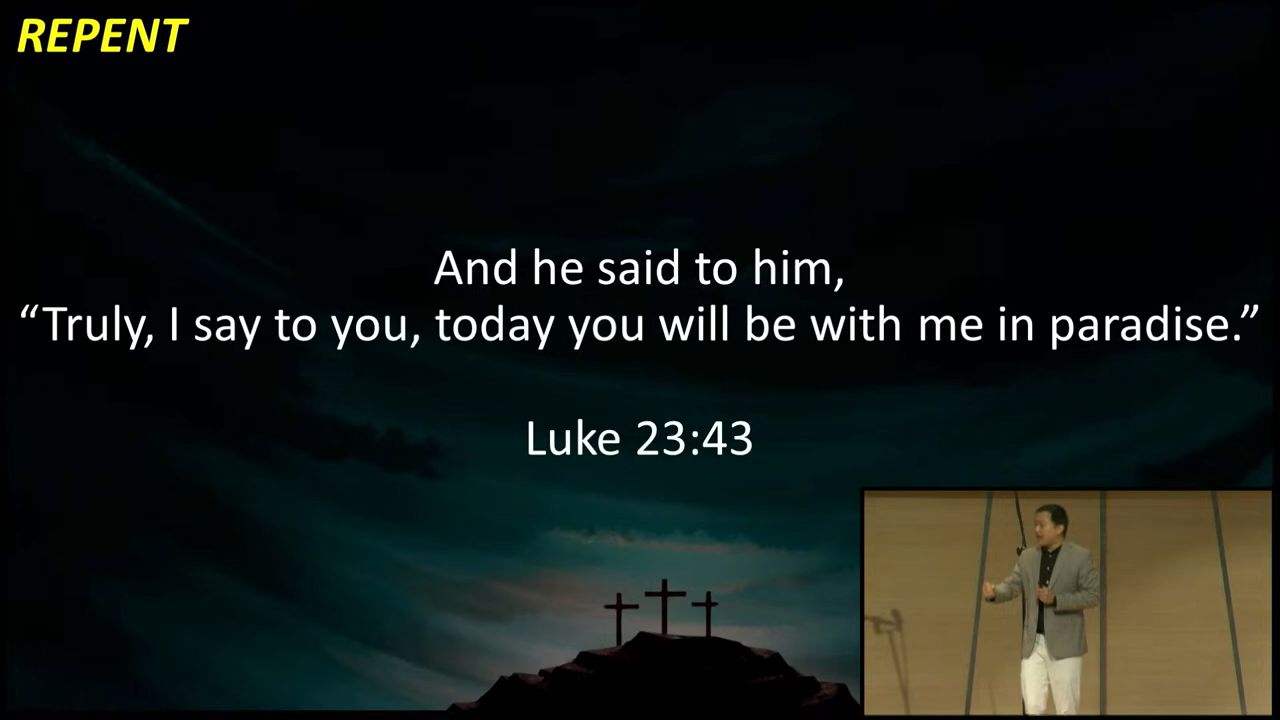 REPENT
And he said to him,
“Truly, I say to you, today you will be with me in paradise.”
Luke 23:43